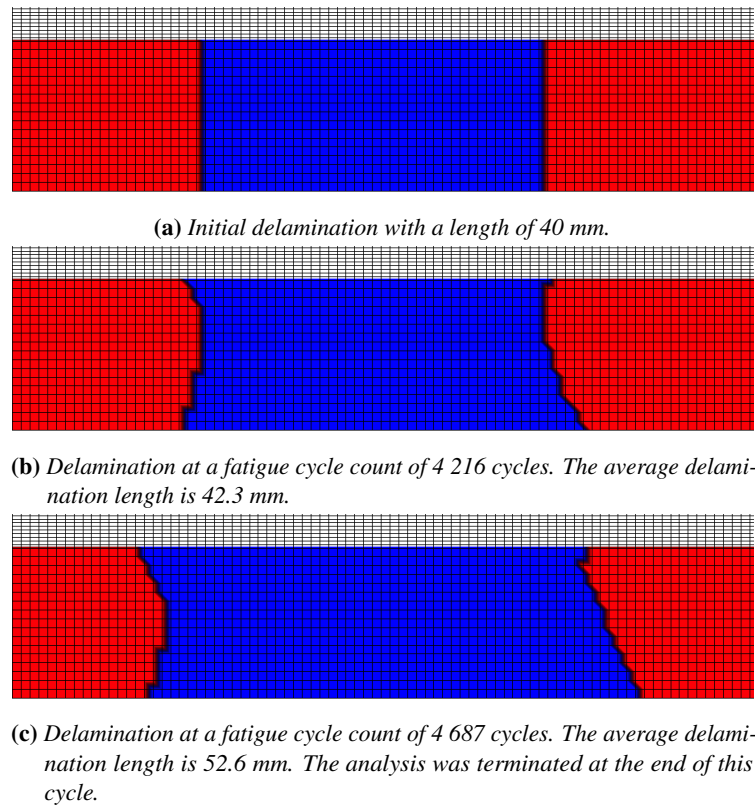 (a) Initial delamination with a length of 40 mm.
(b) Delamination at a fatigue cycle count of 4 216 cycles. The average delami-
nation length is 42.3 mm.
(c) Delamination at a fatigue cycle count of 4 687 cycles. The average delami-
nation length is 52.6 mm. The analysis was terminated at the end of this
cycle.